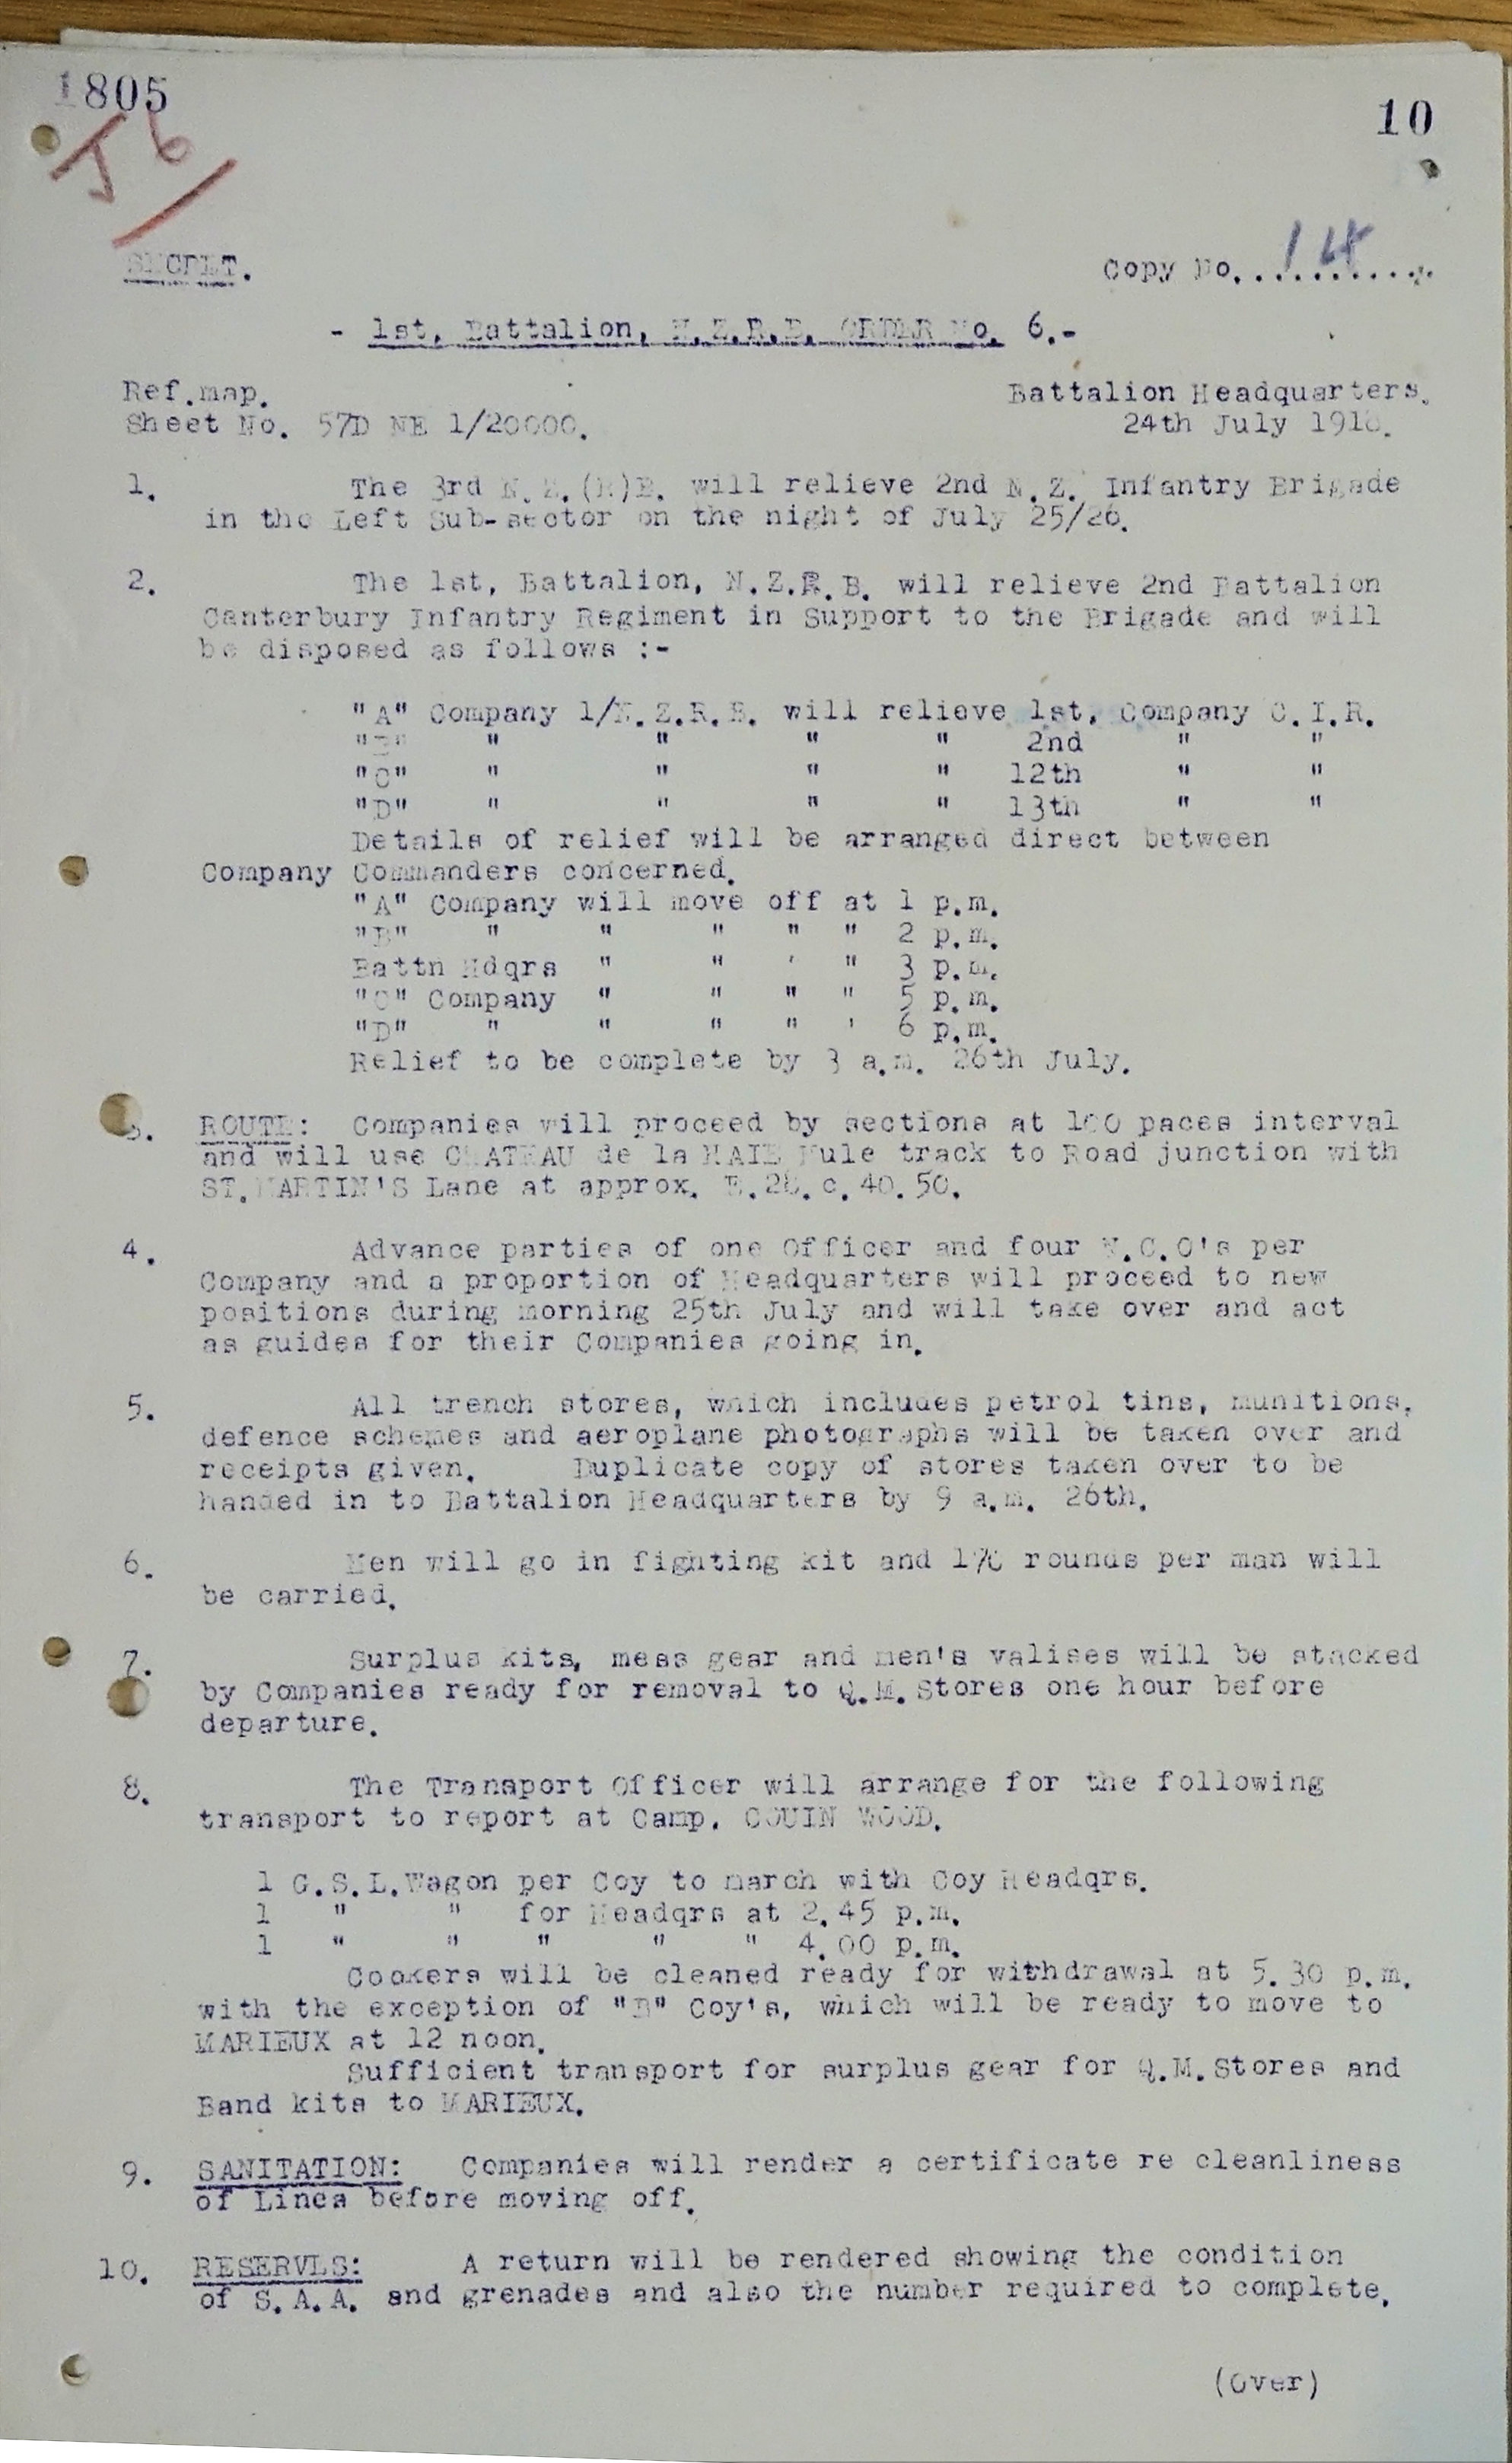 1805
10
J6
SECRET.
Copy No. 14
- 1st, Battalion, N.Z.R.B. ORDER No. 6.-
Ref.map. Battalion Headquarters.
Sheet No. 57D NE 1/20000. 24th July 1918.
1. The 3rd N.Z.(R)B. will relieve 2nd N.Z. Infantry Brigade
in the Left Sub-sector on the night of July 25/26.
2. The 1st, Battalion, N.Z.R.B. will relieve 2nd Battalion
Canterbury Infantry Regiment in Support to the Brigade and will
be disposed as follows :-
"A" Company 1/N.Z.R.B. will relieve 1st, Company C.I.R.
"B" " " " " 2nd " "
"C" " " " " 12th " "
"D" " " " " 13th " "
Details of relief will be arranged direct between
Company Commanders concerned.
"A" Company will move off at 1 p.m.
"B" " " " " " 2 p.m.
Battn Hdqrs " " ' " 3 p.m.
"C" Company " " " " 5 p.m.
"D" " " " " ' 6 p.m.
Relief to be complete by 3 a.m. 26th July.
3. ROUTE: Companies will proceed by sections at 100 paces interval
and will use CHATEAU de la HAIE Mule track to Road junction with
ST.MARTIN'S Lane at approx. c.40.50.
4. Advance parties of one Officer and four N.C.O's per
Company and a proportion of Headquarters will proceed to new
positions during morning 25th July and will take over and act
as guides for their Companies going in.
5. All trench stores, which includes petrol tins, munitions,
defence schemes and aeroplane photographs will be taken over and
receipts given. Duplicate copy of stores taken over to be
handed in to Battalion Headquarters by 9 a.m. 26th.
6. Men will go in fighting kit and 170 rounds per man will
be carried.
7. Surplus kits, mess gear and men's valises will be stacked
by Companies ready for removal to Q.M.Stores one hour before
departure.
8. The Transport Officer will arrange for the following
transport to report at Camp. COUIN WOOD.
1 G.S.L.Wagon per Coy to march with Coy Headqrs.
1 " " for Headqrs at 2.45 p.m.
1 " " " " " 4.00 p.m.
Cookers will be cleaned ready for withdrawal at 5.30 p.m.
with the exception of "B" Coy's, which will be ready to move to
MARIEUX at 12 noon.
Sufficient transport for surplus gear for Q.M.Stores and
Band kits to MARIEUX.
9. SANITATION: Companies will render a certificate re cleanliness
of Lines before moving off.
10. RESERVES: A return will be rendered showing the condition
of S.A.A. and grenades and also the number required to complete.
(Over)